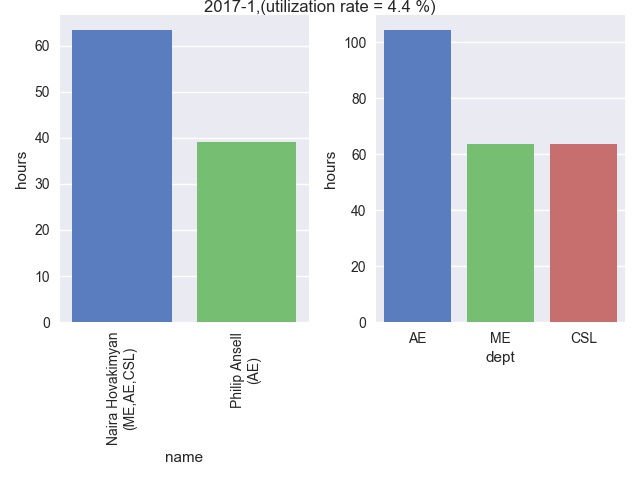 2017-1,(utilization rate = 4.4 %)
hours
60
50
40
30
20
10
0
Naira Hovakimyan
(ME,AE,CSL)
Philip Ansell
(AE)
name
hours
100
80
60
40
20
0
AE
ME
CSL
dept